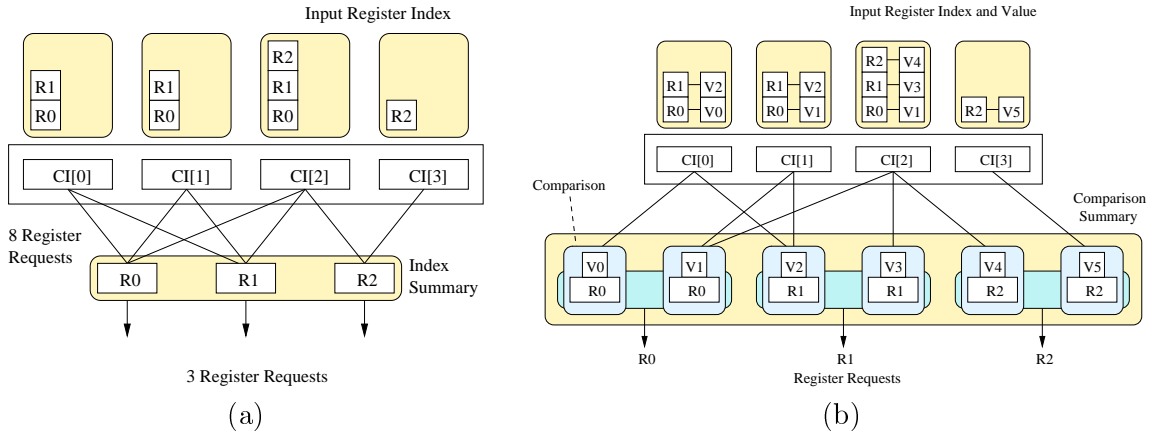 Input Register Index
R2
R1
R1
R1
R0
R0
R0
R2
CI[0]
CI[1]
CI[2]
CI[3]
8 Register
Requests
R0
R1
R2
Index
Summary
3 Register Requests
(a)
Input Register Index and Value
R2
V4
R1
V2
R1
V2
R1
V3
R0
V0
R0
V1
R0
V1
R2
V5
CI[0]
CI[1]
CI[2]
CI[3]
Comparison
Comparison
Summary
V0
V1
V2
V3
V4
V5
R0
R0
R1
R1
R2
R2
R0
R1
R2
Register Requests
(b)